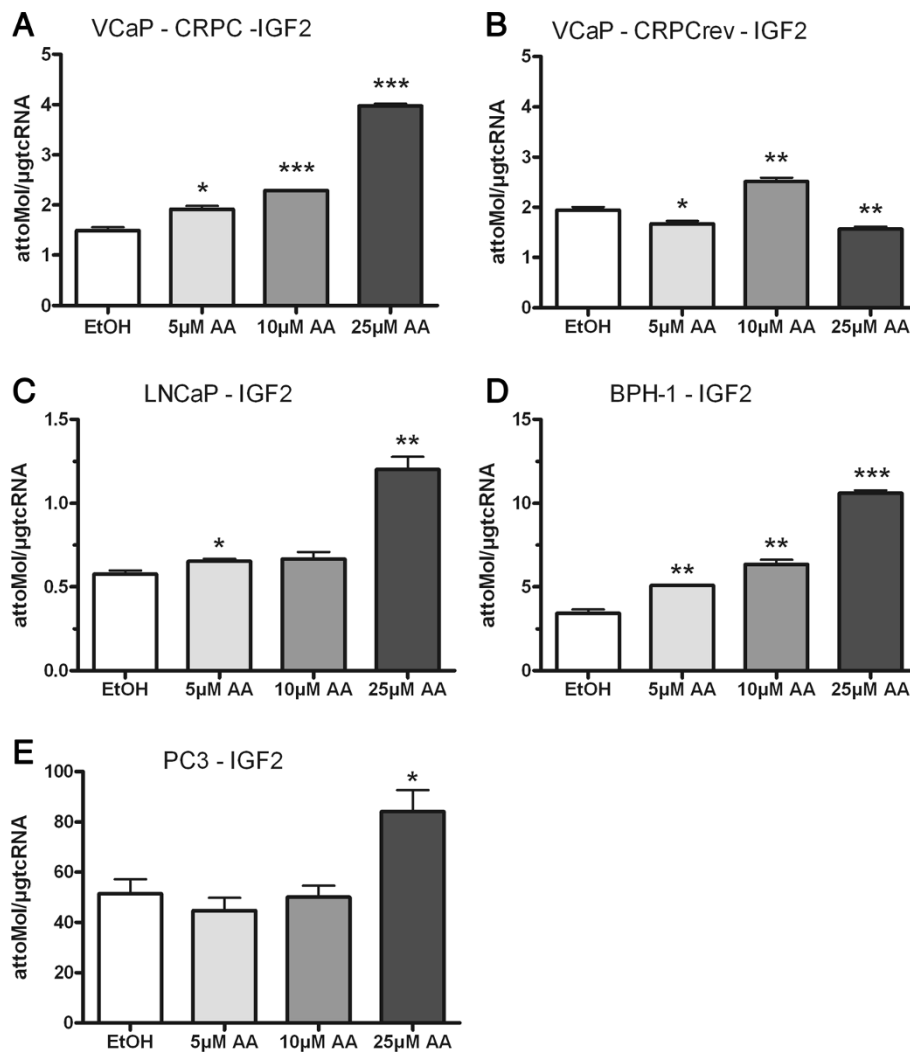 A
VCaP - CRPC -IGF2
attoMol/µgtcRNA
5
4
3
2
1
0
*
***
***
EtOH 5µM AA 10µM AA 25µM AA
B
VCaP - CRPCrev - IGF2
attoMol/µgtcRNA
5
4
3
2
1
0
*
**
**
EtOH 5µM AA 10µM AA 25µM AA
C
LNCaP - IGF2
attoMol/µgtcRNA
1.5
1.0
0.5
0.0
*
**
EtOH 5µM AA 10µM AA 25µM AA
D
BPH-1 - IGF2
attoMol/µgtcRNA
15
10
5
0
**
**
***
EtOH 5µM AA 10µM AA 25µM AA
E
PC3 - IGF2
attoMol/µgtcRNA
100
80
60
40
20
0
*
EtOH 5µM AA 10µM AA 25µM AA